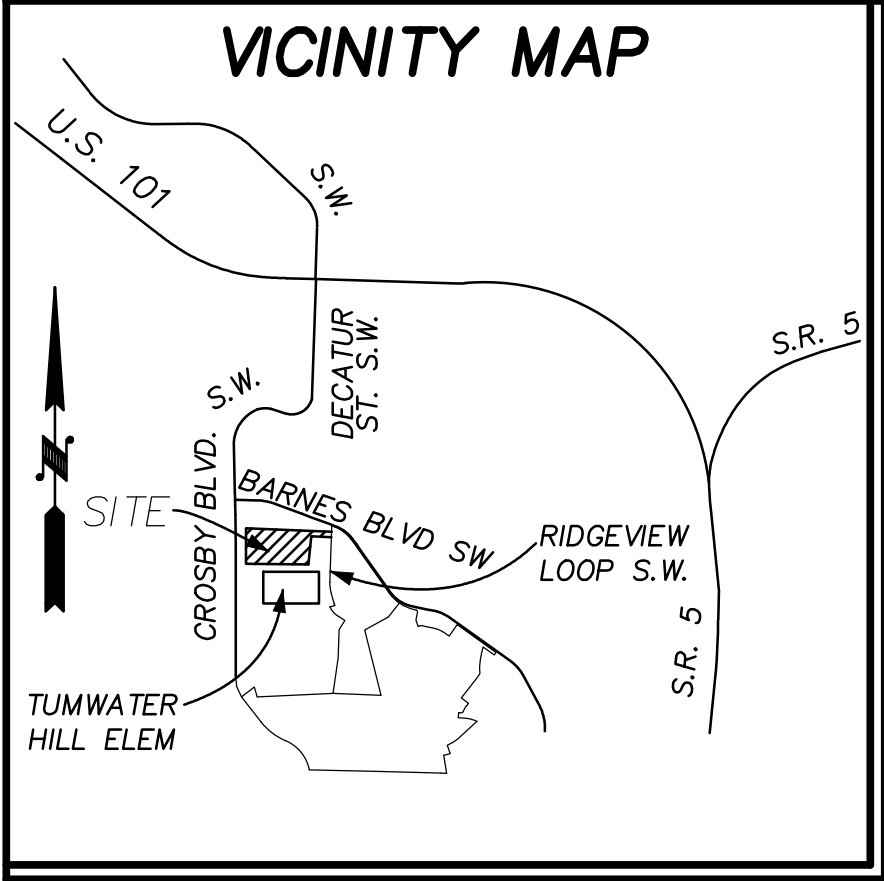 VICINITY MAP
U.S. 101
S.W.
S.R. 5
DECATUR
ST. S.W.
CROSBY BLVD. S.W.
N
BARNES BLVD SW
SITE
RIDGEVIEW
LOOP S.W.
S.R. 5
TUMWATER
HILL ELEM